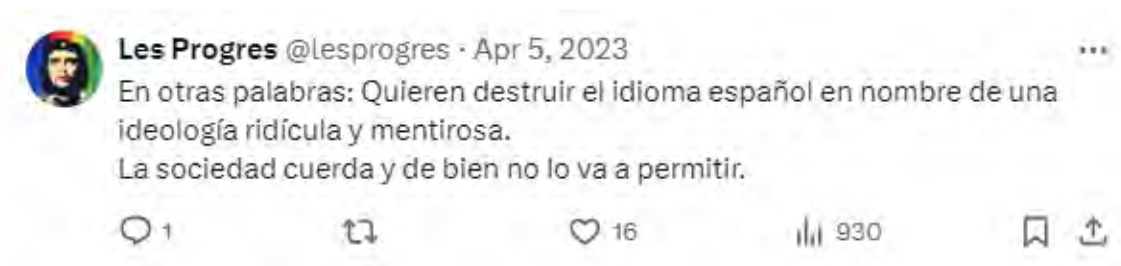 Les Progres @lesprogres · Apr 5, 2023
En otras palabras: Quieren destruir el idioma español en nombre de una
ideología ridícula y mentirosa.
La sociedad cuerda y de bien no lo va a permitir.
1 16 930